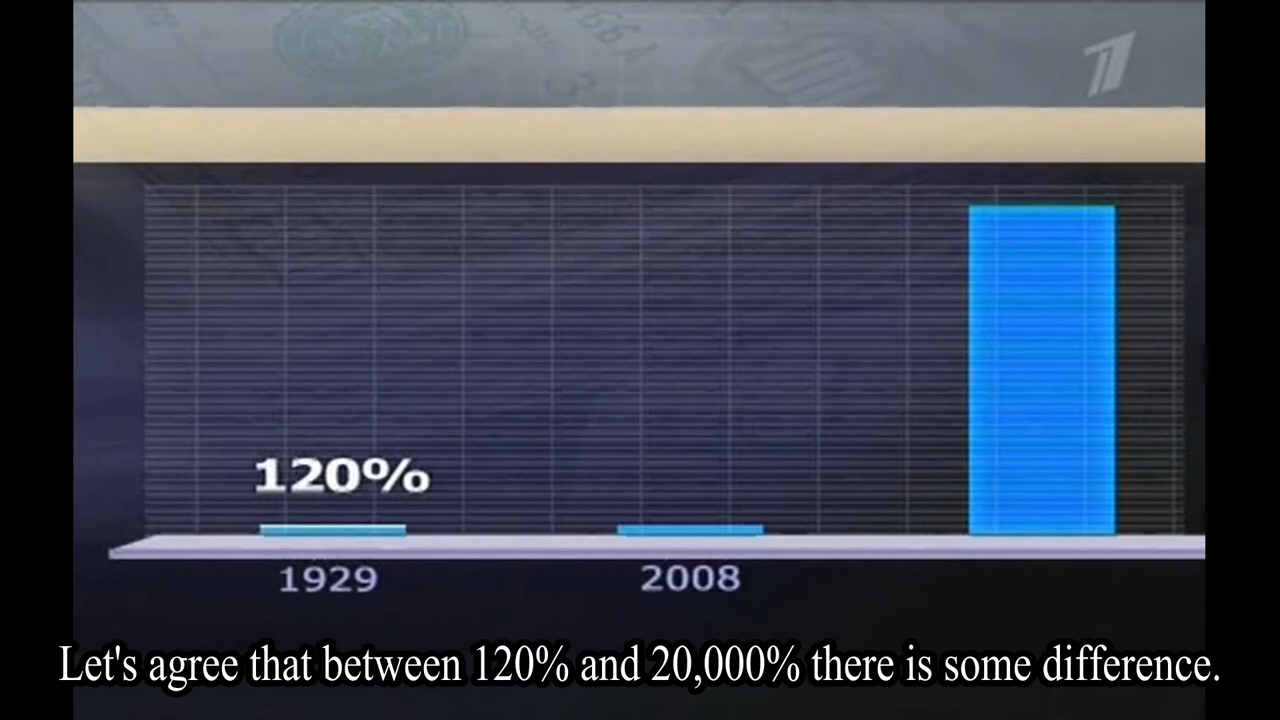 120%
1929
2008
Let's agree that between 120% and 20,000% there is some difference.